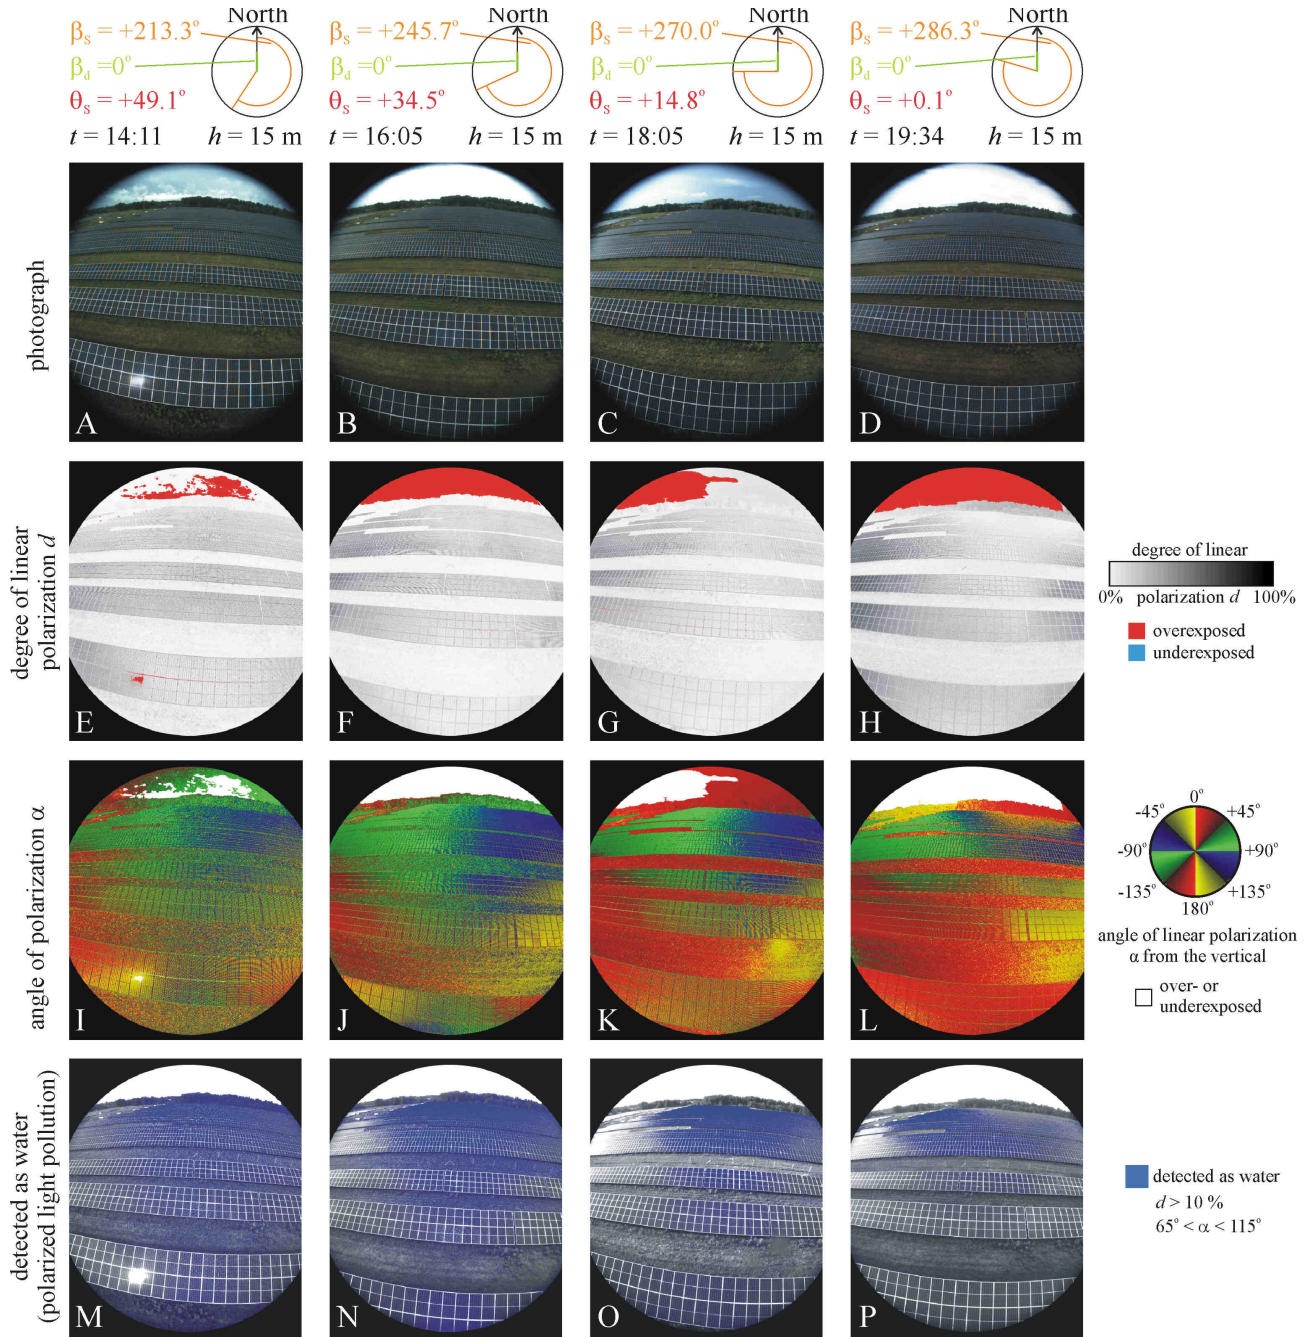 North
βs = +213.3°
βd =0°
θs = +49.1°
t = 14:11 h = 15 m
North
βs = +245.7°
βd =0°
θs = +34.5°
t = 16:05 h = 15 m
North
βs = +270.0°
βd =0°
θs = +14.8°
t = 18:05 h = 15 m
North
βs = +286.3°
βd =0°
θs = +0.1°
t = 19:34 h = 15 m
photograph
A
B
C
D
degree of linear
polarization d
E
F
G
H
degree of linear
0% polarization d 100%
overexposed
underexposed
angle of polarization α
I
J
K
L
0°
-45° +45°
-90° +90°
-135° +135°
180°
angle of linear polarization
α from the vertical
over- or
underexposed
detected as water
(polarized light pollution)
M
N
O
P
detected as water
d > 10 %
65° < α < 115°